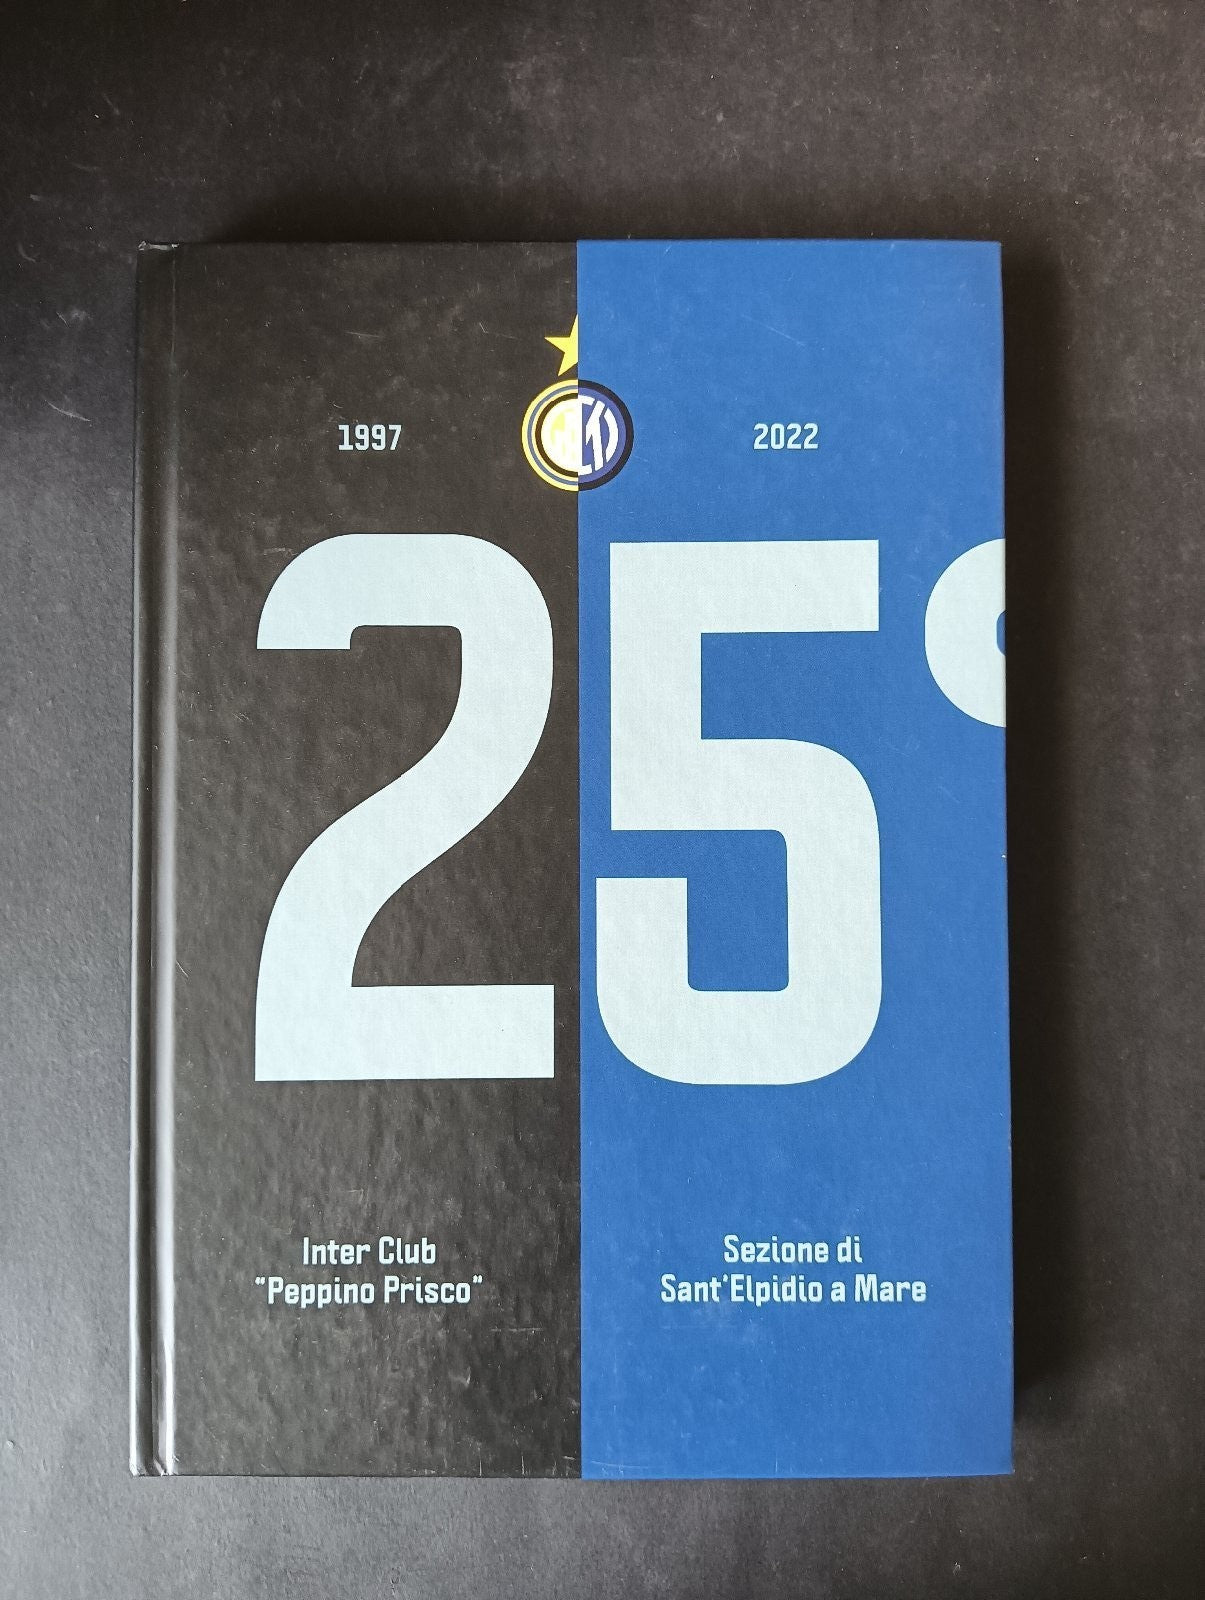 1997
2022
25°
Inter Club
"Peppino Prisco"
Sezione di
Sant'Elpidio a Mare